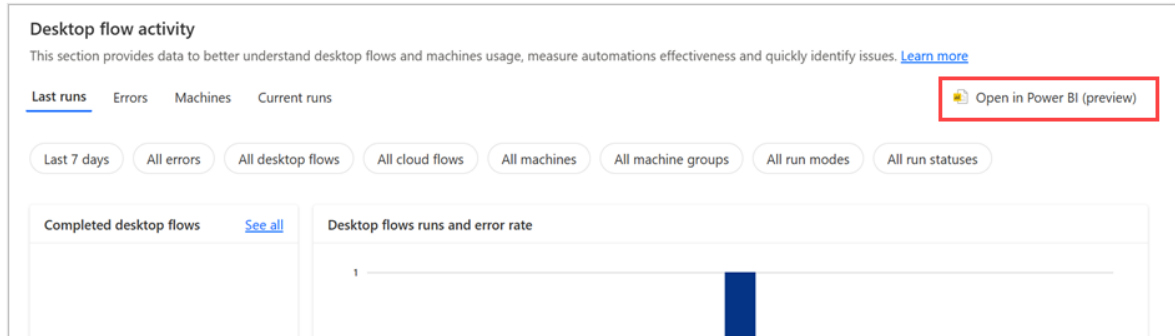 Desktop flow activity
This section provides data to better understand desktop flows and machines usage, measure automations effectiveness and quickly identify issues. Learn more
Last runs Errors Machines Current runs Open in Power BI (preview)
Last 7 days All errors All desktop flows All cloud flows All machines All machine groups All run modes All run statuses
Completed desktop flows See all Desktop flows runs and error rate
1